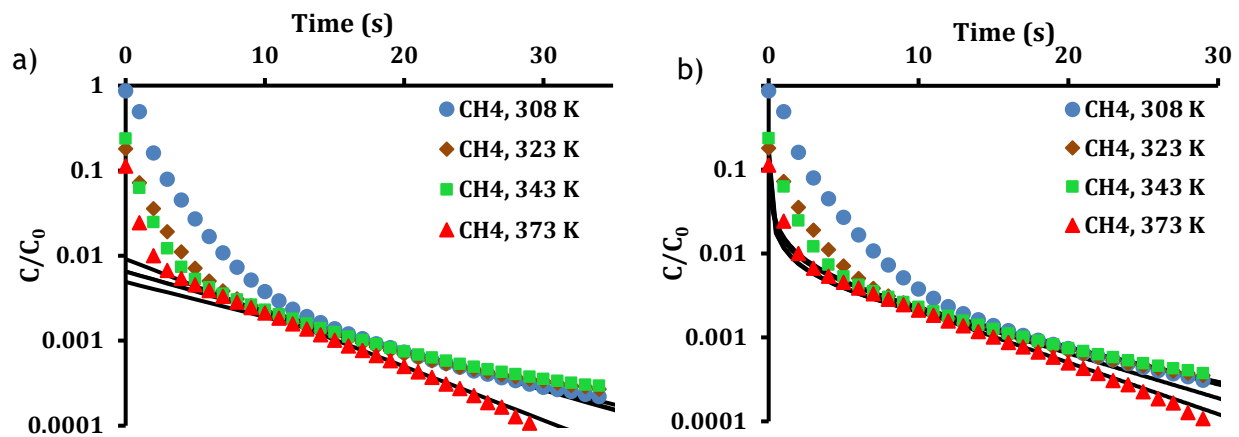 a)
Time (s)
0 10 20 30
1
0.1
0.01
0.001
0.0001
C/C0
CH4, 308 K
CH4, 323 K
CH4, 343 K
CH4, 373 K
b)
Time (s)
0 10 20 30
1
0.1
0.01
0.001
0.0001
C/C0
CH4, 308 K
CH4, 323 K
CH4, 343 K
CH4, 373 K